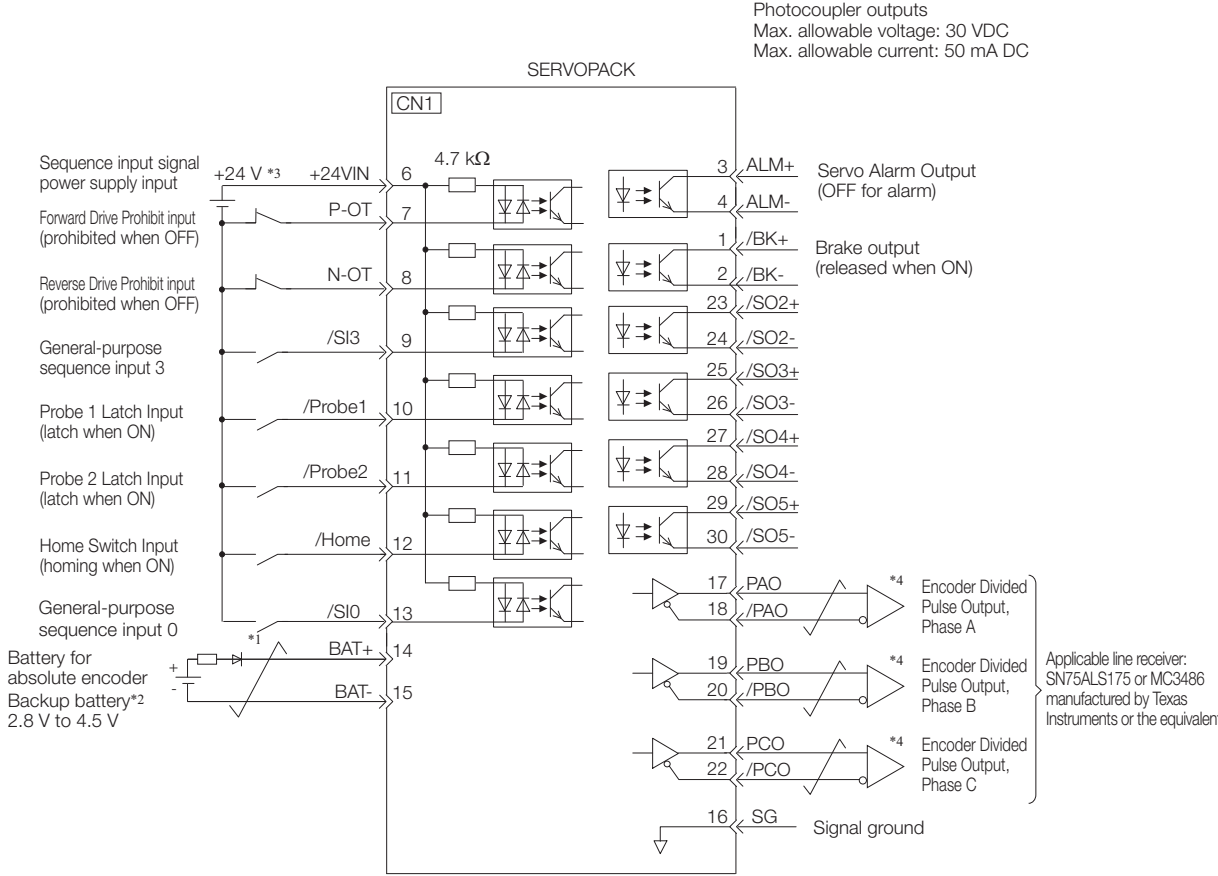 Photocoupler outputs
Max. allowable voltage: 30 VDC
Max. allowable current: 50 mA DC
SERVOPACK
CN1
Sequence input signal
power supply input
+24 V *3
+24VIN
6
4.7 kΩ
Forward Drive Prohibit input
(prohibited when OFF)
P-OT
7
Reverse Drive Prohibit input
(prohibited when OFF)
N-OT
8
General-purpose
sequence input 3
/SI3
9
Probe 1 Latch Input
(latch when ON)
/Probe1
10
Probe 2 Latch Input
(latch when ON)
/Probe2
11
Home Switch Input
(homing when ON)
/Home
12
General-purpose
sequence input 0
/SI0
13
Battery for
absolute encoder
Backup battery*2
2.8 V to 4.5 V
+
-
*1
BAT+
14
BAT-
15
3
ALM+
4
ALM-
Servo Alarm Output
(OFF for alarm)
1
/BK+
2
/BK-
Brake output
(released when ON)
23
/SO2+
24
/SO2-
25
/SO3+
26
/SO3-
27
/SO4+
28
/SO4-
29
/SO5+
30
/SO5-
17
PAO
18
/PAO
*4
Encoder Divided
Pulse Output,
Phase A
19
PBO
20
/PBO
*4
Encoder Divided
Pulse Output,
Phase B
21
PCO
22
/PCO
*4
Encoder Divided
Pulse Output,
Phase C
Applicable line receiver:
SN75ALS175 or MC3486
manufactured by Texas
Instruments or the equivalent
16
SG
Signal ground